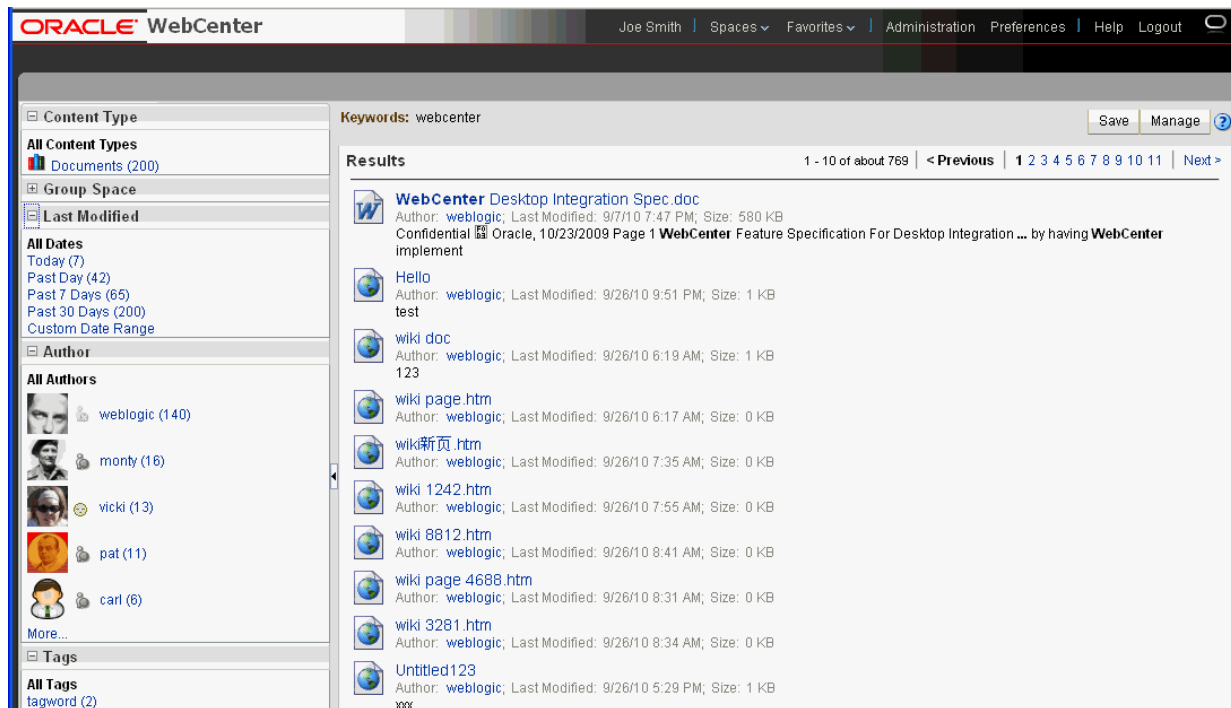 ORACLE WebCenter
Joe Smith Spaces Favorites Administration Preferences Help Logout
Content Type
All Content Types
Documents (200)
Group Space
Last Modified
All Dates
Today (7)
Past Day (42)
Past 7 Days (65)
Past 30 Days (200)
Custom Date Range
Author
All Authors
weblogic (140)
monty (16)
vicki (13)
pat (11)
carl (6)
More...
Tags
All Tags
tagword (2)
Keywords: webcenter
Save Manage ?
Results
1 - 10 of about 769 < Previous 1 2 3 4 5 6 7 8 9 10 11 Next >
WebCenter Desktop Integration Spec.doc
Author: weblogic; Last Modified: 9/7/10 7:47 PM; Size: 580 KB
Confidential Oracle, 10/23/2009 Page 1 WebCenter Feature Specification For Desktop Integration ... by having WebCenter
implement
Hello
Author: weblogic; Last Modified: 9/26/10 9:51 PM; Size: 1 KB
test
wiki doc
Author: weblogic; Last Modified: 9/26/10 6:19 AM; Size: 1 KB
123
wiki page.htm
Author: weblogic; Last Modified: 9/26/10 6:17 AM; Size: 0 KB
wiki新页.htm
Author: weblogic; Last Modified: 9/26/10 7:35 AM; Size: 0 KB
wiki 1242.htm
Author: weblogic; Last Modified: 9/26/10 7:55 AM; Size: 0 KB
wiki 8812.htm
Author: weblogic; Last Modified: 9/26/10 8:41 AM; Size: 0 KB
wiki page 4688.htm
Author: weblogic; Last Modified: 9/26/10 8:31 AM; Size: 0 KB
wiki 3281.htm
Author: weblogic; Last Modified: 9/26/10 8:34 AM; Size: 0 KB
Untitled123
Author: weblogic; Last Modified: 9/26/10 5:29 PM; Size: 1 KB
xxx